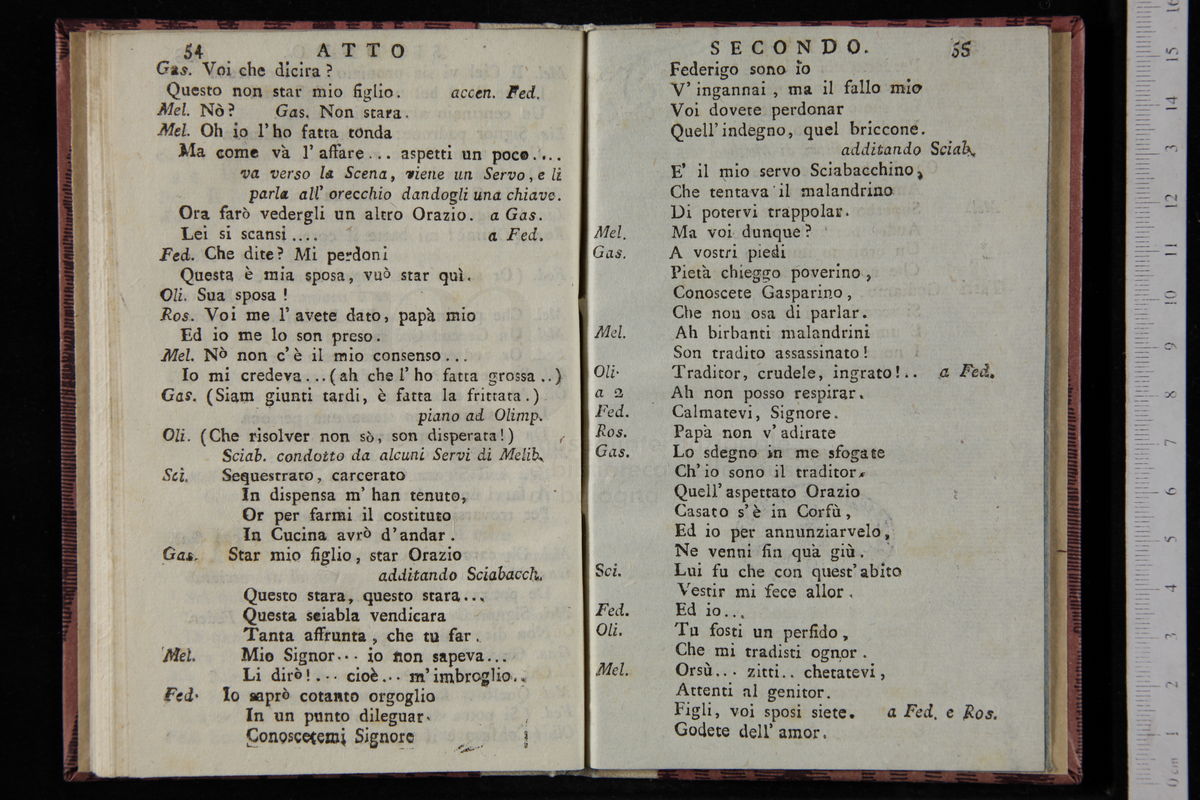 54 ATTO
Gas. Voi che dicira ?
Questo non star mio figlio. accen. Fed.
Mel. Nò ? Gas. Non stara.
Mel. Oh io l'ho fatta tonda
Ma come và l'affare... aspetti un poco....
va verso la Scena, viene un Servo, e li
parla all'orecchio dandogli una chiave.
Ora farò vedergli un altro Orazio. a Gas.
Lei si scansi.... a Fed.
Fed. Che dite? Mi perdoni
Questa è mia sposa, vuò star quì.
Oli. Sua sposa !
Ros. Voi me l'avete dato, papà mio
Ed io me lo son preso.
Mel. Nò non c'è il mio consenso...
Io mi credeva...(ah che l'ho fatta grossa..)
Gas. (Siam giunti tardi, è fatta la frittata.)
piano ad Olimp.
Oli. (Che risolver non sò, son disperata!)
Sciab. condotto da alcuni Servi di Melib.
Sci. Sequestrato, carcerato
In dispensa m'han tenuto,
Or per farmi il costituto
In Cucina avrò d'andar.
Gas. Star mio figlio, star Orazio
additando Sciabacch.
Questo stara, questo stara...
Questa sciabla vendicara
Tanta affrunta, che tu far.
Mel. Mio Signor... io non sapeva...
Li dirò!... cioè... m'imbroglio..
Fed. Io saprò cotanto orgoglio
In un punto dileguar.
Conoscetemi Signore
SECONDO. 55
Federigo sono io
V'ingannai, ma il fallo mio
Voi dovete perdonar
Quell'indegno, quel briccone.
additando Sciab.
E' il mio servo Sciabacchino,
Che tentava il malandrino
Di potervi trappolar.
Mel. Ma voi dunque?
Gas. A vostri piedi
Pietà chieggo poverino,
Conoscete Gasparino,
Che non osa di parlar.
Mel. Ah birbanti malandrini
Son tradito assassinato!
Oli. Traditor, crudele, ingrato!.. a Fed.
a 2 Ah non posso respirar.
Fed. Calmatevi, Signore.
Ros. Papà non v'adirate
Gas. Lo sdegno in me sfogate
Ch'io sono il traditor.
Quell'aspettato Orazio
Casato s'è in Corfù,
Ed io per annunziarvelo,
Ne venni fin quà giù.
Sci. Lui fu che con quest'abito
Vestir mi fece allor.
Fed. Ed io...
Oli. Tu fosti un perfido,
Che mi tradisti ognor.
Mel. Orsù... zitti.. chetatevi,
Attenti al genitor.
Figli, voi sposi siete. a Fed. e Ros.
Godete dell'amor.